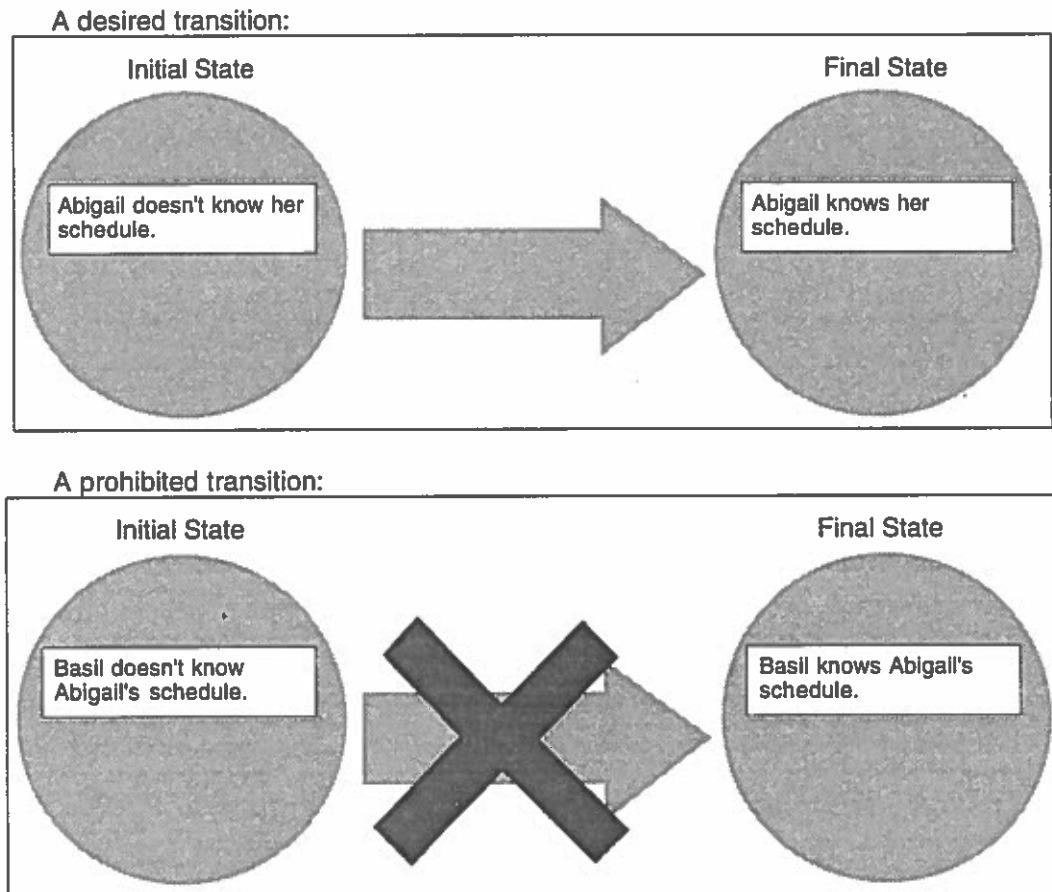 A desired transition:
Initial State
Final State
Abigail doesn't know her
schedule.
Abigail knows her
schedule.
A prohibited transition:
Initial State
Final State
Basil doesn't know
Abigail's schedule.
Basil knows Abigail's
schedule.